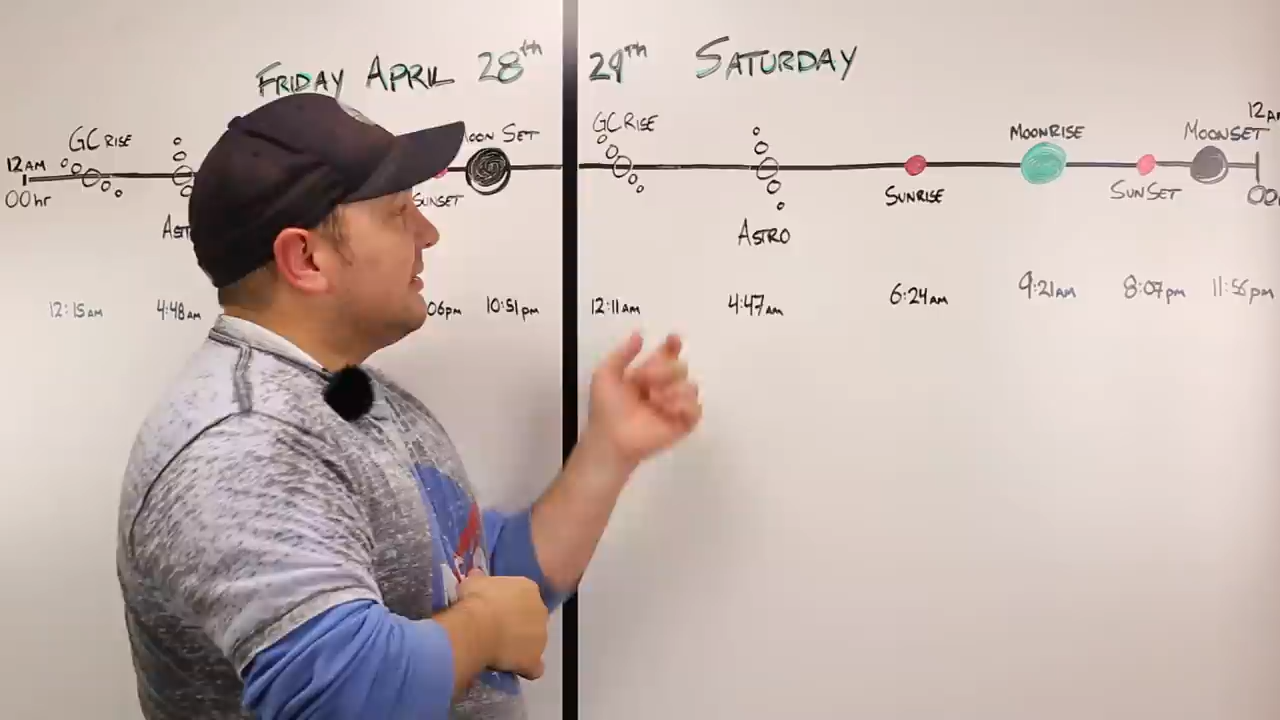 FRIDAY APRIL 28th
29th SATURDAY
GC RISE
12AM
00hr
SUNSET
MOON SET
GC RISE
ASTRO
SUNRISE
MOONRISE
SUNSET
MOONSET
12:15AM
4:48AM
06pm
10:51pm
12:11AM
4:47AM
6:24AM
9:21AM
8:07pm
11:56pm